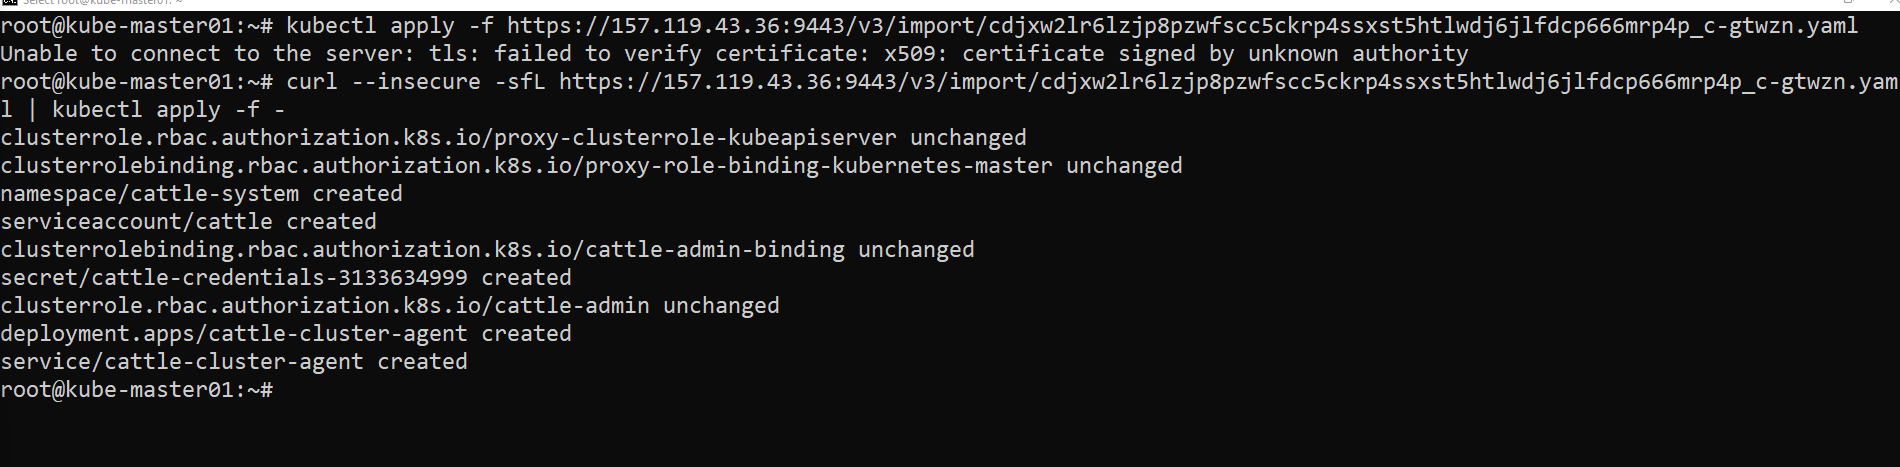 Select root@kube-master01: ~
root@kube-master01:~# kubectl apply -f https://157.119.43.36:9443/v3/import/cdjxw2lr6lzjp8pzwfscc5ckrp4ssxst5htlwdj6jlfdcp666mrp4p_c-gtwzn.yaml
Unable to connect to the server: tls: failed to verify certificate: x509: certificate signed by unknown authority
root@kube-master01:~# curl --insecure -sfL https://157.119.43.36:9443/v3/import/cdjxw2lr6lzjp8pzwfscc5ckrp4ssxst5htlwdj6jlfdcp666mrp4p_c-gtwzn.yam
l | kubectl apply -f -
clusterrole.rbac.authorization.k8s.io/proxy-clusterrole-kubeapiserver unchanged
clusterrolebinding.rbac.authorization.k8s.io/proxy-role-binding-kubernetes-master unchanged
namespace/cattle-system created
serviceaccount/cattle created
clusterrolebinding.rbac.authorization.k8s.io/cattle-admin-binding unchanged
secret/cattle-credentials-3133634999 created
clusterrole.rbac.authorization.k8s.io/cattle-admin unchanged
deployment.apps/cattle-cluster-agent created
service/cattle-cluster-agent created
root@kube-master01:~#